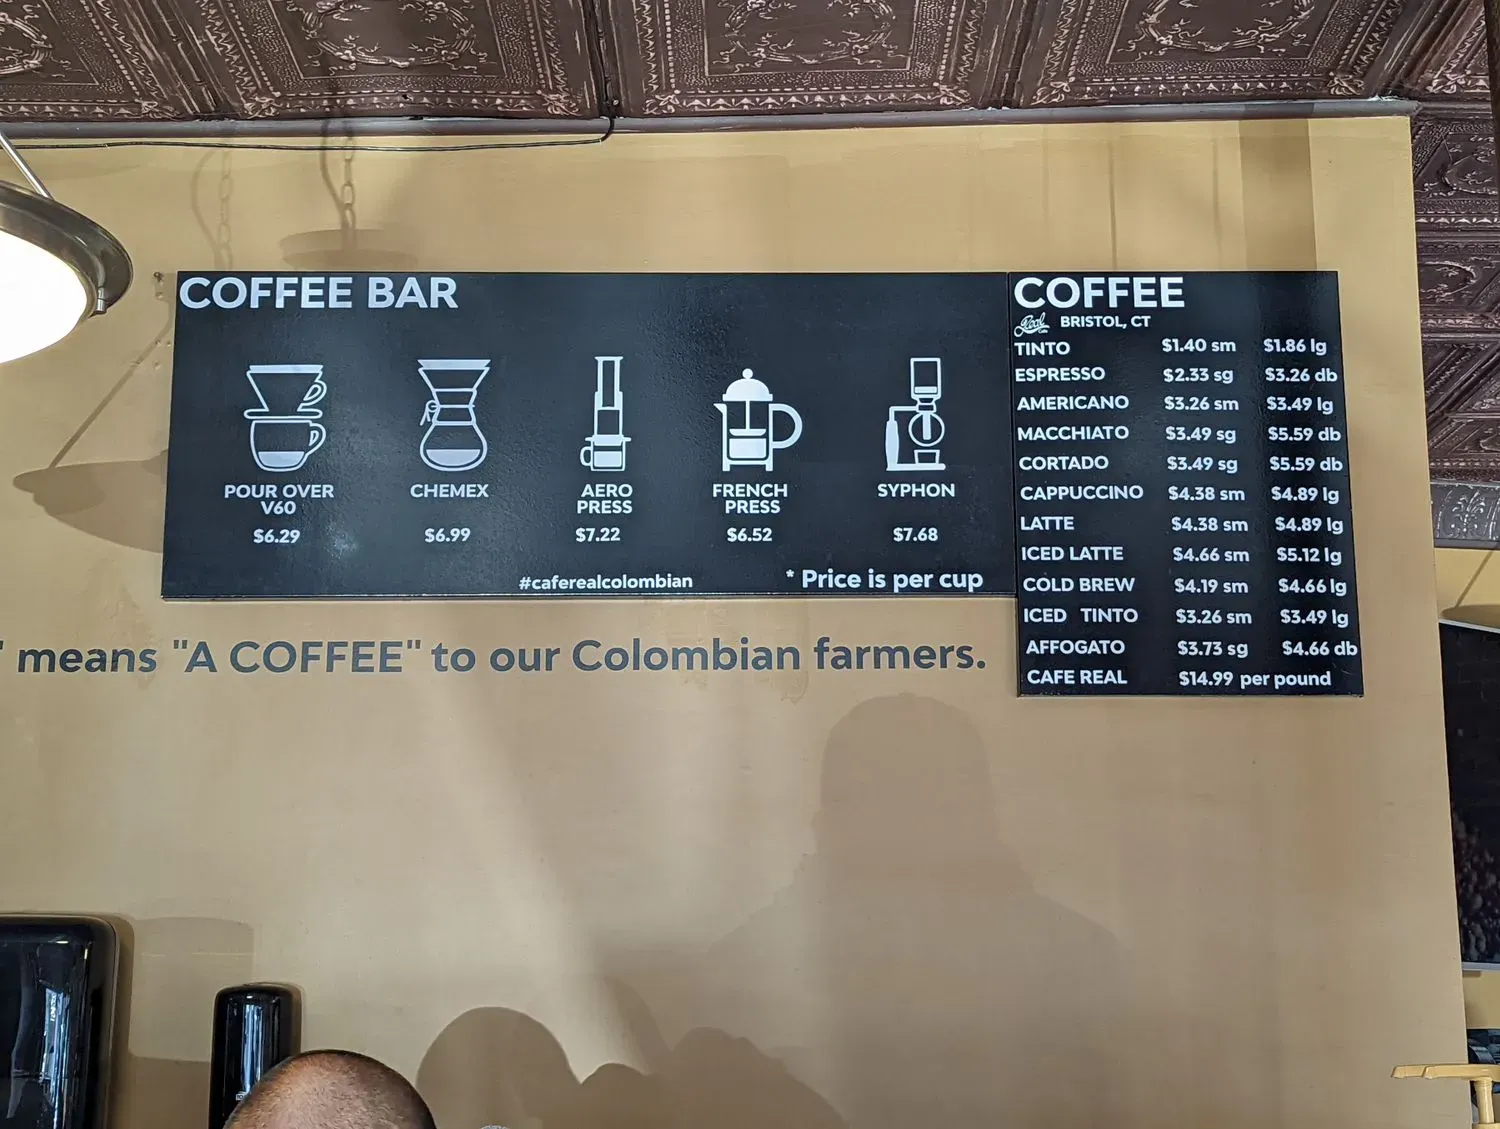 COFFEE BAR
POUR OVER
V60
$6.29
CHEMEX
$6.99
AERO
PRESS
$7.22
FRENCH
PRESS
$6.52
SYPHON
$7.68
#caferealcolombian
* Price is per cup
COFFEE
Real BRISTOL, CT
TINTO $1.40 sm $1.86 lg
ESPRESSO $2.33 sg $3.26 db
AMERICANO $3.26 sm $3.49 lg
MACCHIATO $3.49 sg $5.59 db
CORTADO $3.49 sg $5.59 db
CAPPUCCINO $4.38 sm $4.89 lg
LATTE $4.38 sm $4.89 lg
ICED LATTE $4.66 sm $5.12 lg
COLD BREW $4.19 sm $4.66 lg
ICED TINTO $3.26 sm $3.49 lg
AFFOGATO $3.73 sg $4.66 db
CAFE REAL $14.99 per pound
" means "A COFFEE" to our Colombian farmers.